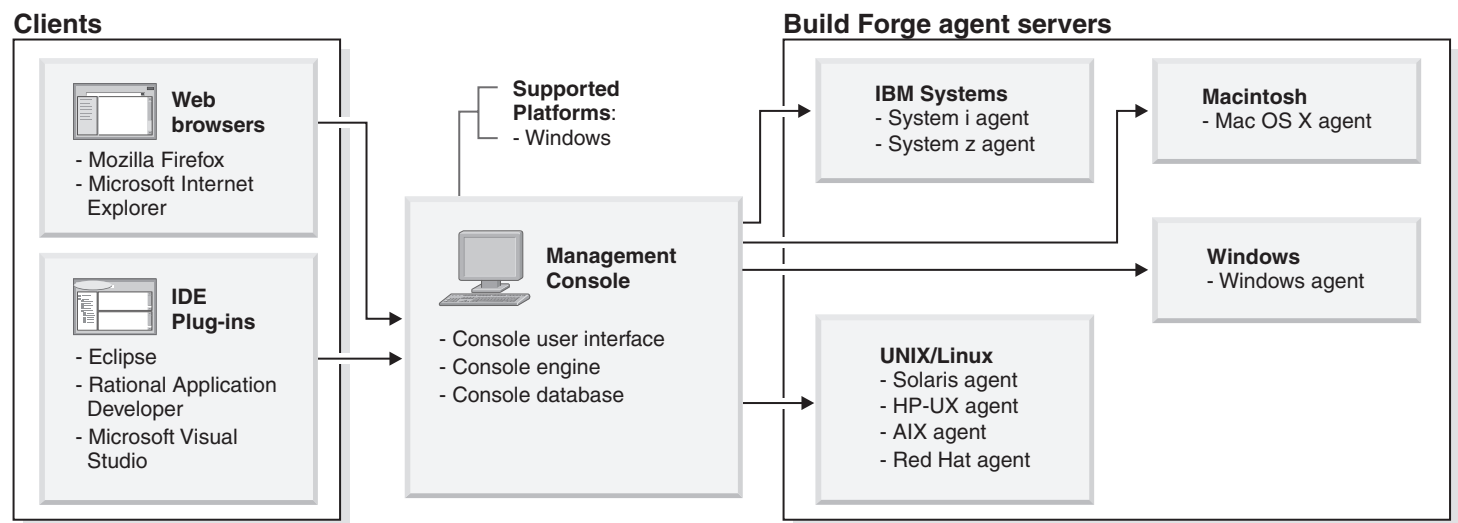 Clients
Web
browsers
- Mozilla Firefox
- Microsoft Internet
Explorer
IDE
Plug-ins
- Eclipse
- Rational Application
Developer
- Microsoft Visual
Studio
Supported
Platforms:
- Windows
Management
Console
- Console user interface
- Console engine
- Console database
Build Forge agent servers
IBM Systems
- System i agent
- System z agent
Macintosh
- Mac OS X agent
Windows
- Windows agent
UNIX/Linux
- Solaris agent
- HP-UX agent
- AIX agent
- Red Hat agent